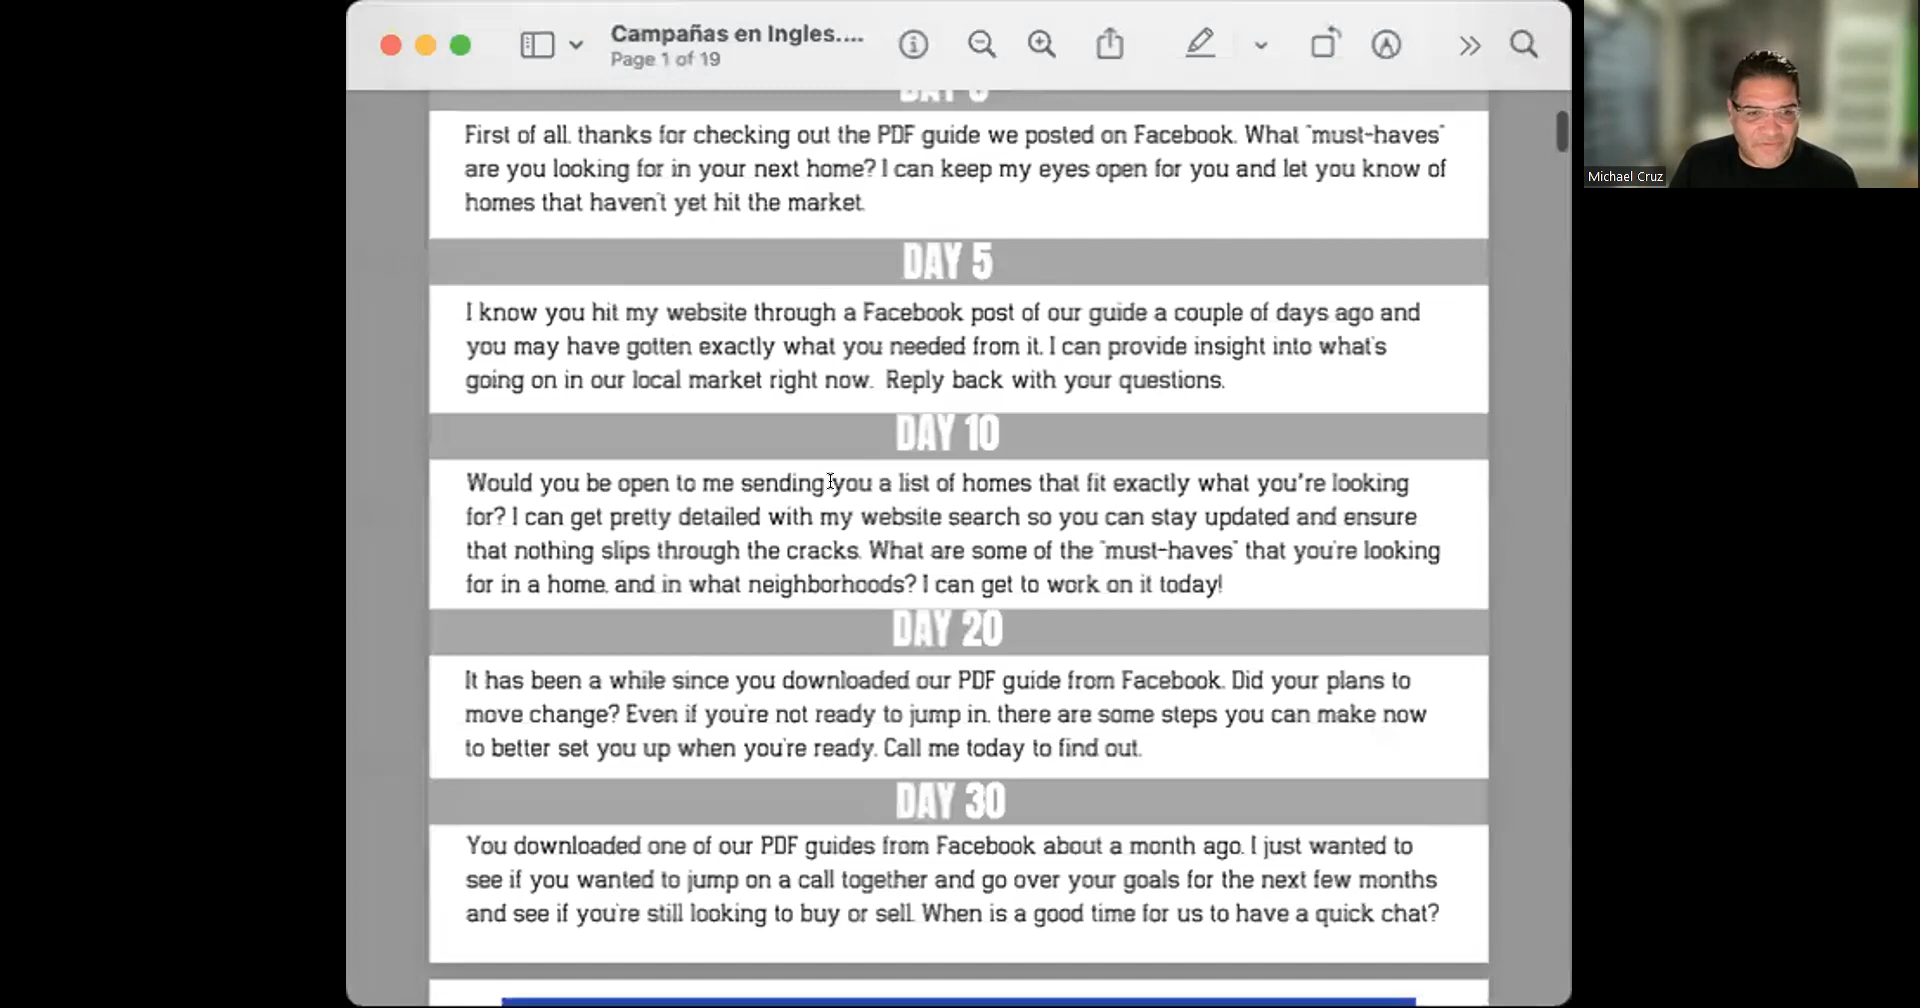 Campañas en Ingles....
Page 1 of 19
Michael Cruz
First of all, thanks for checking out the PDF guide we posted on Facebook. What "must-haves"
are you looking for in your next home? I can keep my eyes open for you and let you know of
homes that haven't yet hit the market.
DAY 5
I know you hit my website through a Facebook post of our guide a couple of days ago and
you may have gotten exactly what you needed from it. I can provide insight into what's
going on in our local market right now. Reply back with your questions.
DAY 10
Would you be open to me sending you a list of homes that fit exactly what you're looking
for? I can get pretty detailed with my website search so you can stay updated and ensure
that nothing slips through the cracks. What are some of the "must-haves" that you're looking
for in a home, and in what neighborhoods? I can get to work on it today!
DAY 20
It has been a while since you downloaded our PDF guide from Facebook. Did your plans to
move change? Even if you're not ready to jump in, there are some steps you can make now
to better set you up when you're ready. Call me today to find out.
DAY 30
You downloaded one of our PDF guides from Facebook about a month ago. I just wanted to
see if you wanted to jump on a call together and go over your goals for the next few months
and see if you're still looking to buy or sell. When is a good time for us to have a quick chat?